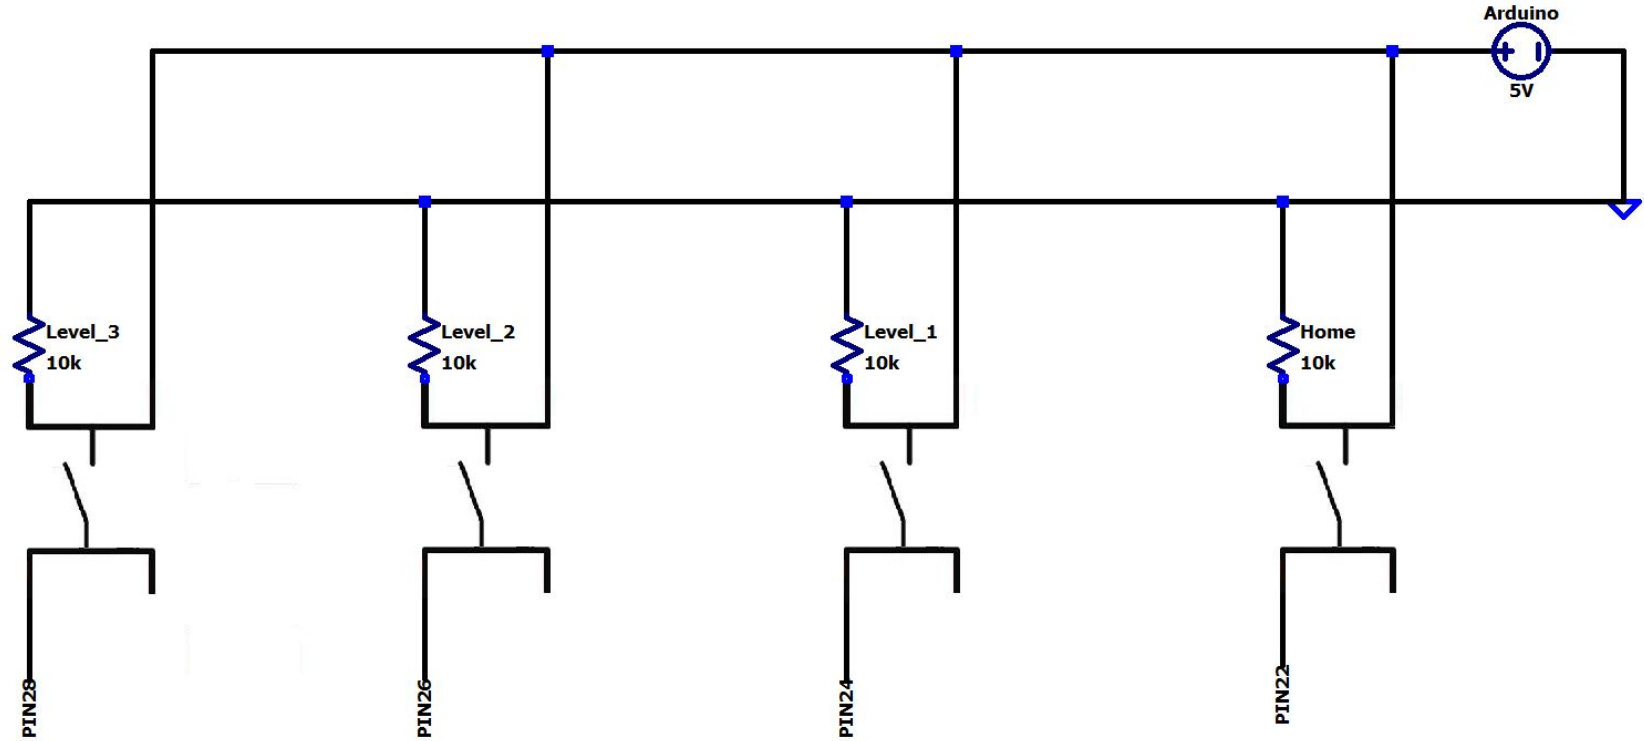 Arduino
5V
Level_3
10k
Level_2
10k
Level_1
10k
Home
10k
PIN28
PIN26
PIN24
PIN22